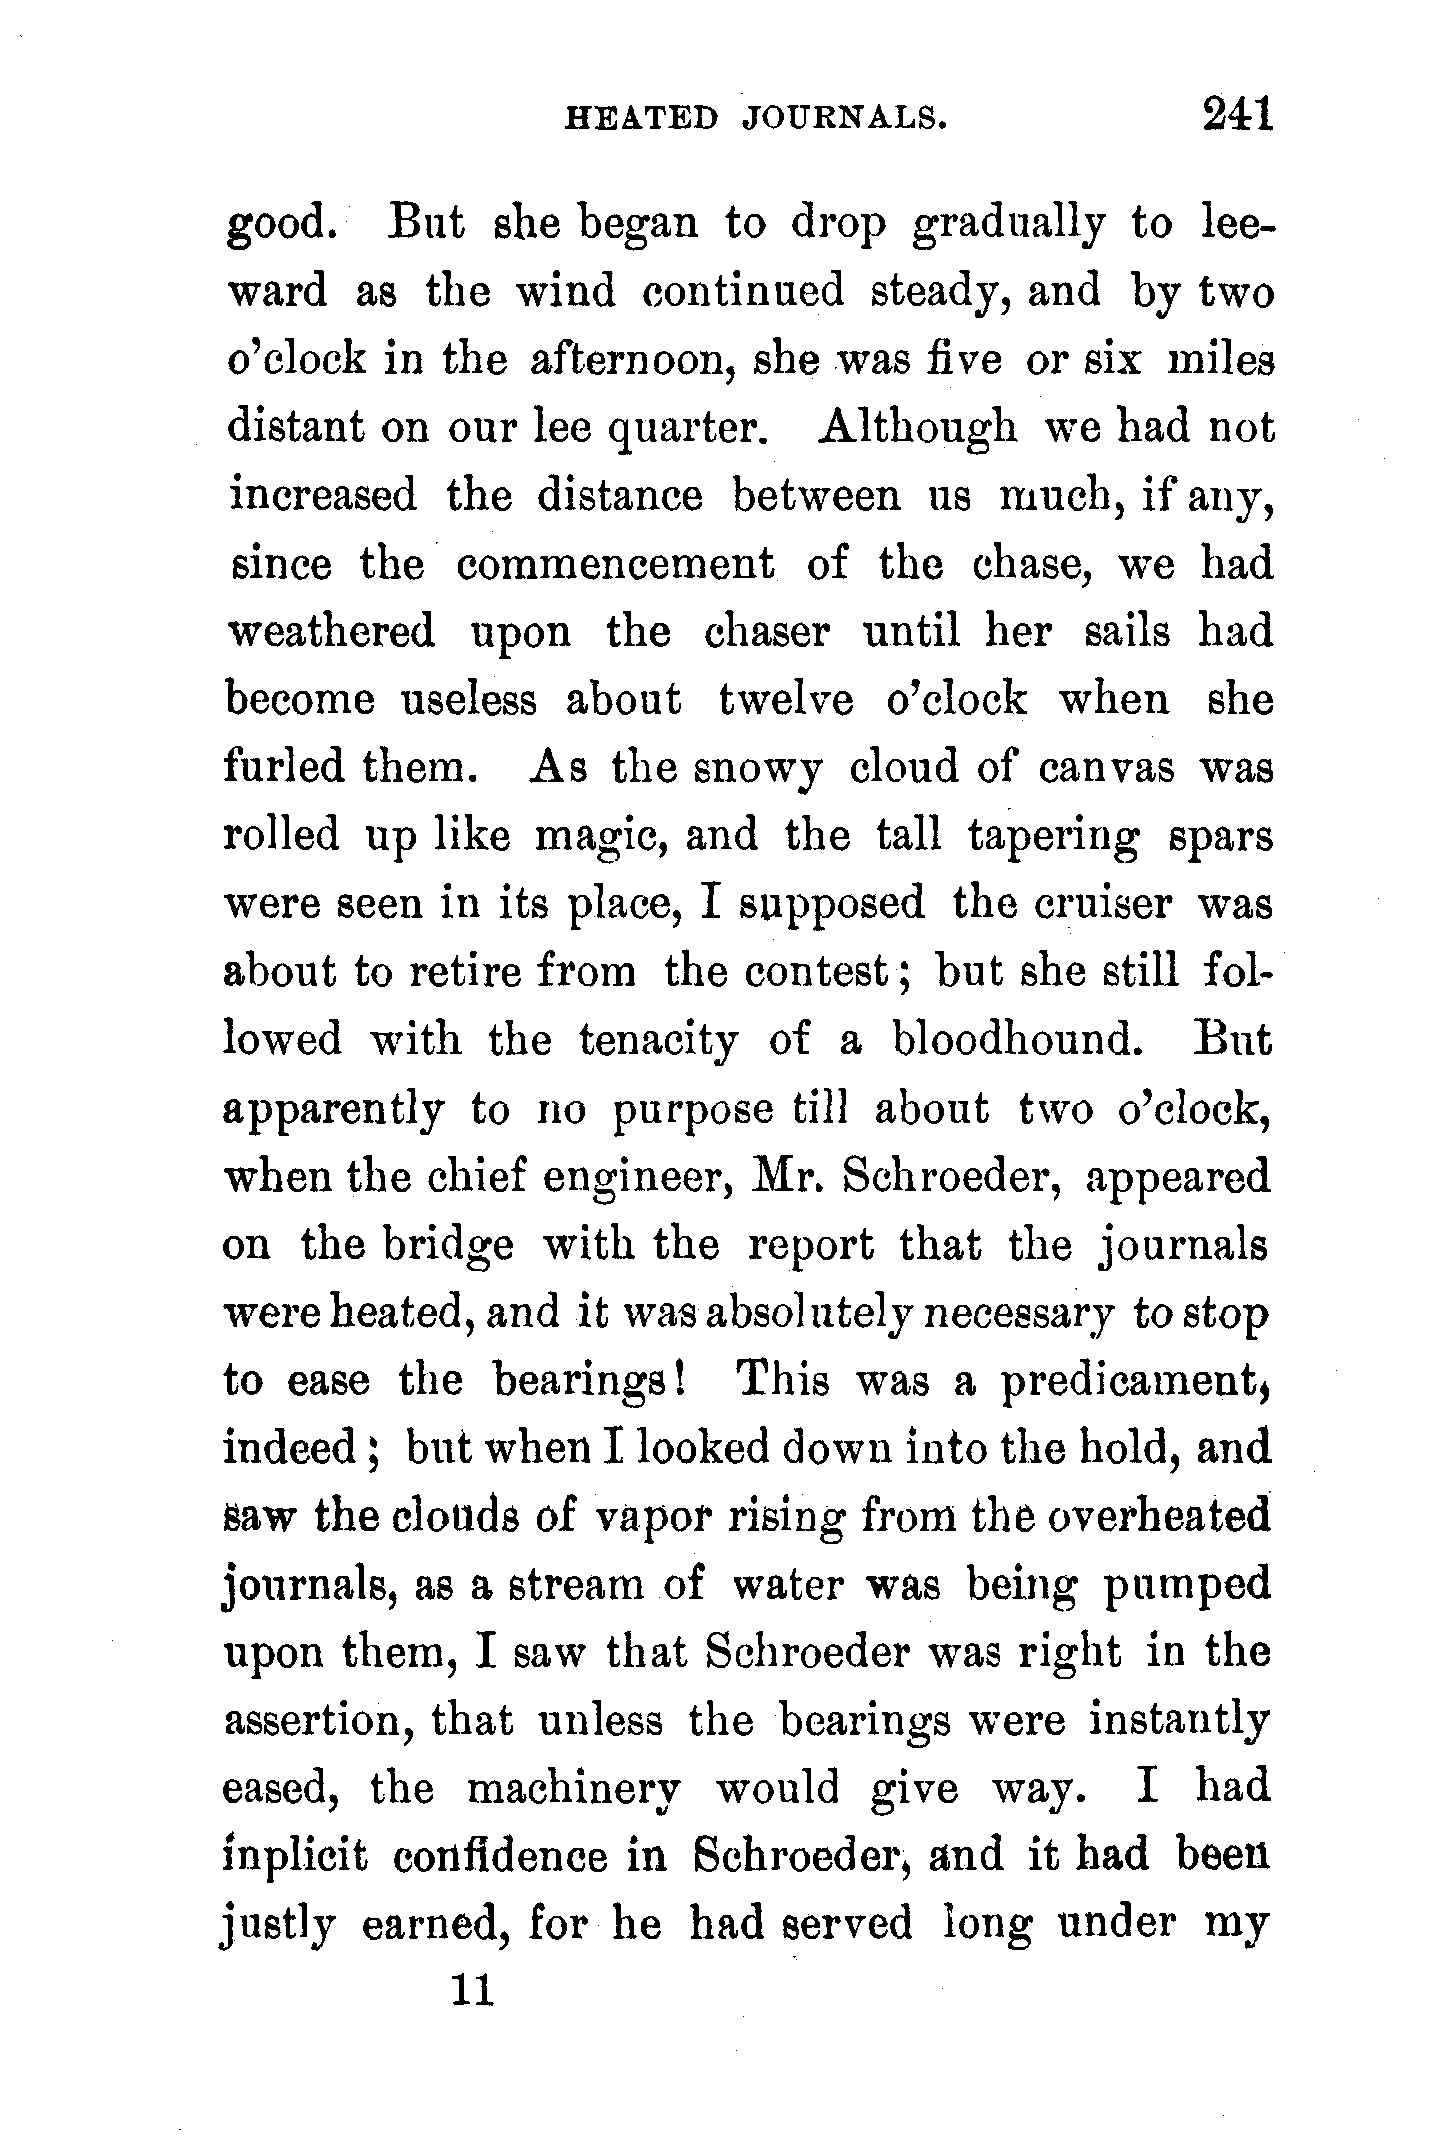 HEATED JOURNALS. 241
good. But she began to drop gradually to lee-
ward as the wind continued steady, and by two
o'clock in the afternoon, she was five or six miles
distant on our lee quarter. Although we had not
increased the distance between us much, if any,
since the commencement of the chase, we had
weathered upon the chaser until her sails had
become useless about twelve o'clock when she
furled them. As the snowy cloud of canvas was
rolled up like magic, and the tall tapering spars
were seen in its place, I supposed the cruiser was
about to retire from the contest; but she still fol-
lowed with the tenacity of a bloodhound. But
apparently to no purpose till about two o'clock,
when the chief engineer, Mr. Schroeder, appeared
on the bridge with the report that the journals
were heated, and it was absolutely necessary to stop
to ease the bearings! This was a predicament,
indeed; but when I looked down into the hold, and
saw the clouds of vapor rising from the overheated
journals, as a stream of water was being pumped
upon them, I saw that Schroeder was right in the
assertion, that unless the bearings were instantly
eased, the machinery would give way. I had
inplicit confidence in Schroeder, and it had been
justly earned, for he had served long under my
11